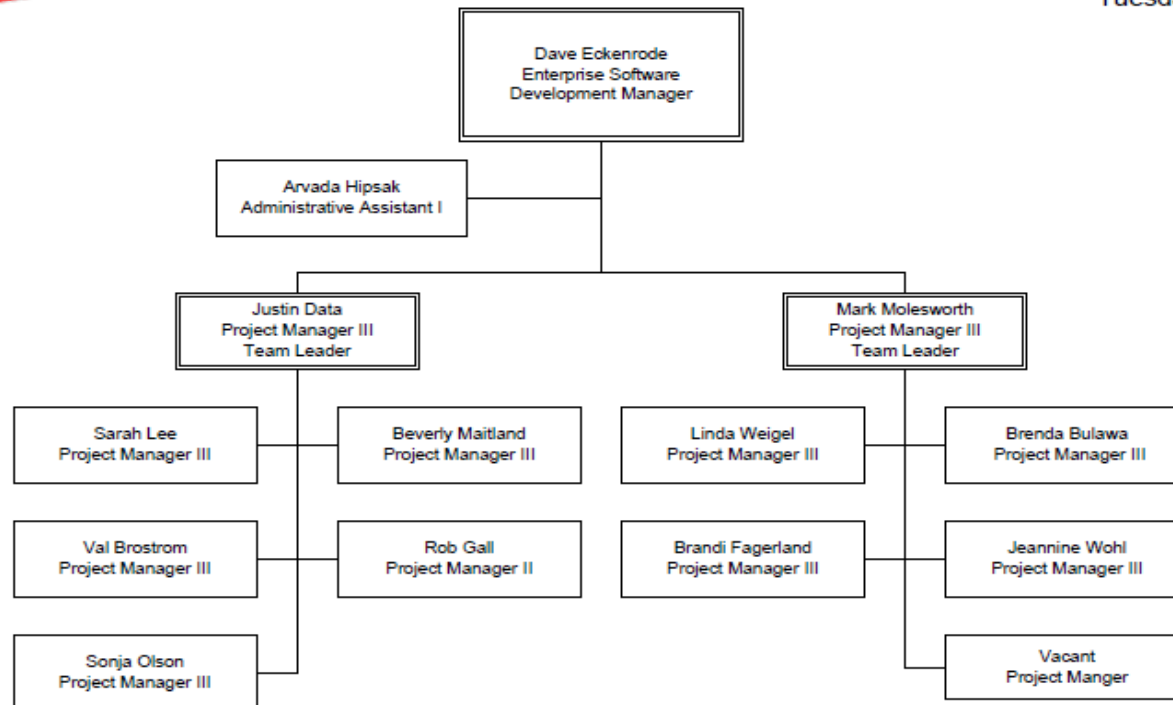 Dave Eckenrode
Enterprise Software
Development Manager
Arvada Hipsak
Administrative Assistant I
Justin Data
Project Manager III
Team Leader
Mark Molesworth
Project Manager III
Team Leader
Sarah Lee
Project Manager III
Beverly Maitland
Project Manager III
Linda Weigel
Project Manager III
Brenda Bulawa
Project Manager III
Val Brostrom
Project Manager III
Rob Gall
Project Manager II
Brandi Fagerland
Project Manager III
Jeannine Wohl
Project Manager III
Sonja Olson
Project Manager III
Vacant
Project Manger